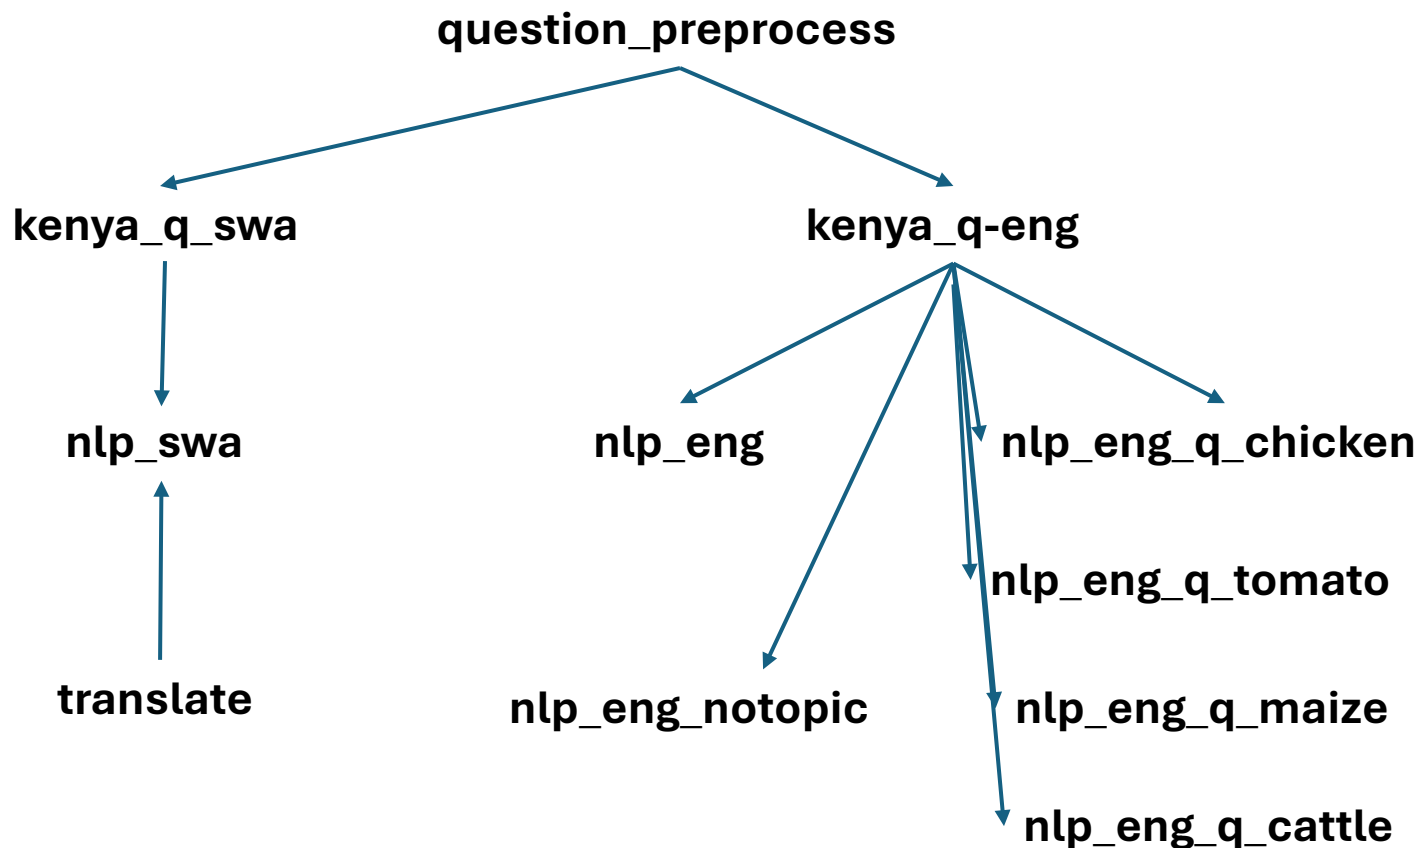 question_preprocess
kenya_q_swa
kenya_q-eng
nlp_swa
nlp_eng
nlp_eng_q_chicken
nlp_eng_q_tomato
translate
nlp_eng_notopic
nlp_eng_q_maize
nlp_eng_q_cattle